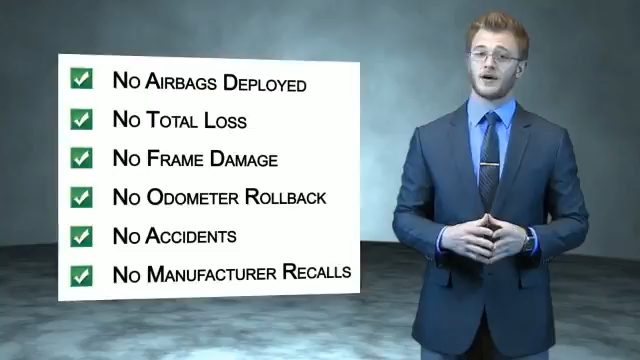 No Airbags Deployed
No Total Loss
No Frame Damage
No Odometer Rollback
No Accidents
No Manufacturer Recalls